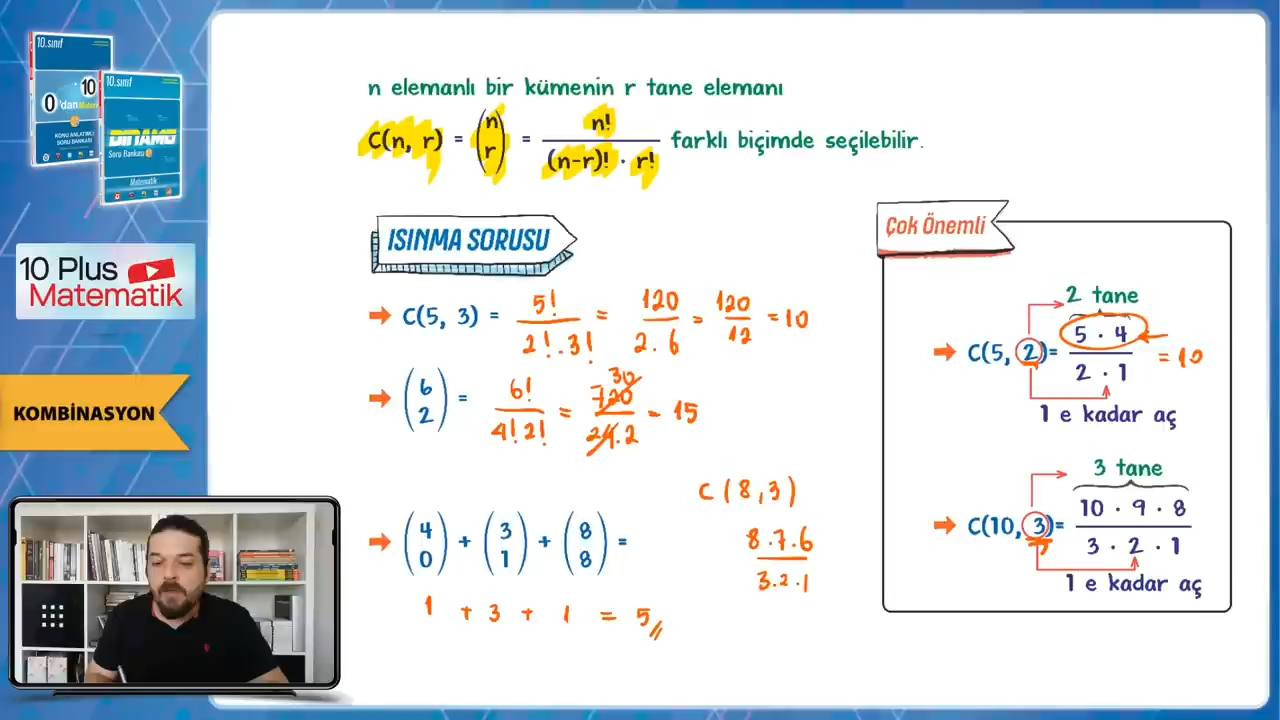 10.sınıf
0'dan 10
KONU ANLATIMLI
SORU BANKASI
10.sınıf
DİNAMO
Soru Bankası
Matematik
10 Plus
Matematik
KOMBİNASYON
n elemanlı bir kümenin r tane elemanı
C(n, r) = (n r) = n! / (n-r)! · r! farklı biçimde seçilebilir.
ISINMA SORUSU
C(5, 3) = 5! / 2!.3! = 120 / 2.6 = 120 / 12 = 10
(6 2) = 6! / 4!2! = 720 30 / 24.2 = 15
(4 0) + (3 1) + (8 8) =
1 + 3 + 1 = 5
C(8,3)
8.7.6 / 3.2.1
Çok Önemli
2 tane
C(5, 2) = 5 · 4 / 2 · 1 = 10
1 e kadar aç
3 tane
C(10, 3) = 10 · 9 · 8 / 3 · 2 · 1
1 e kadar aç